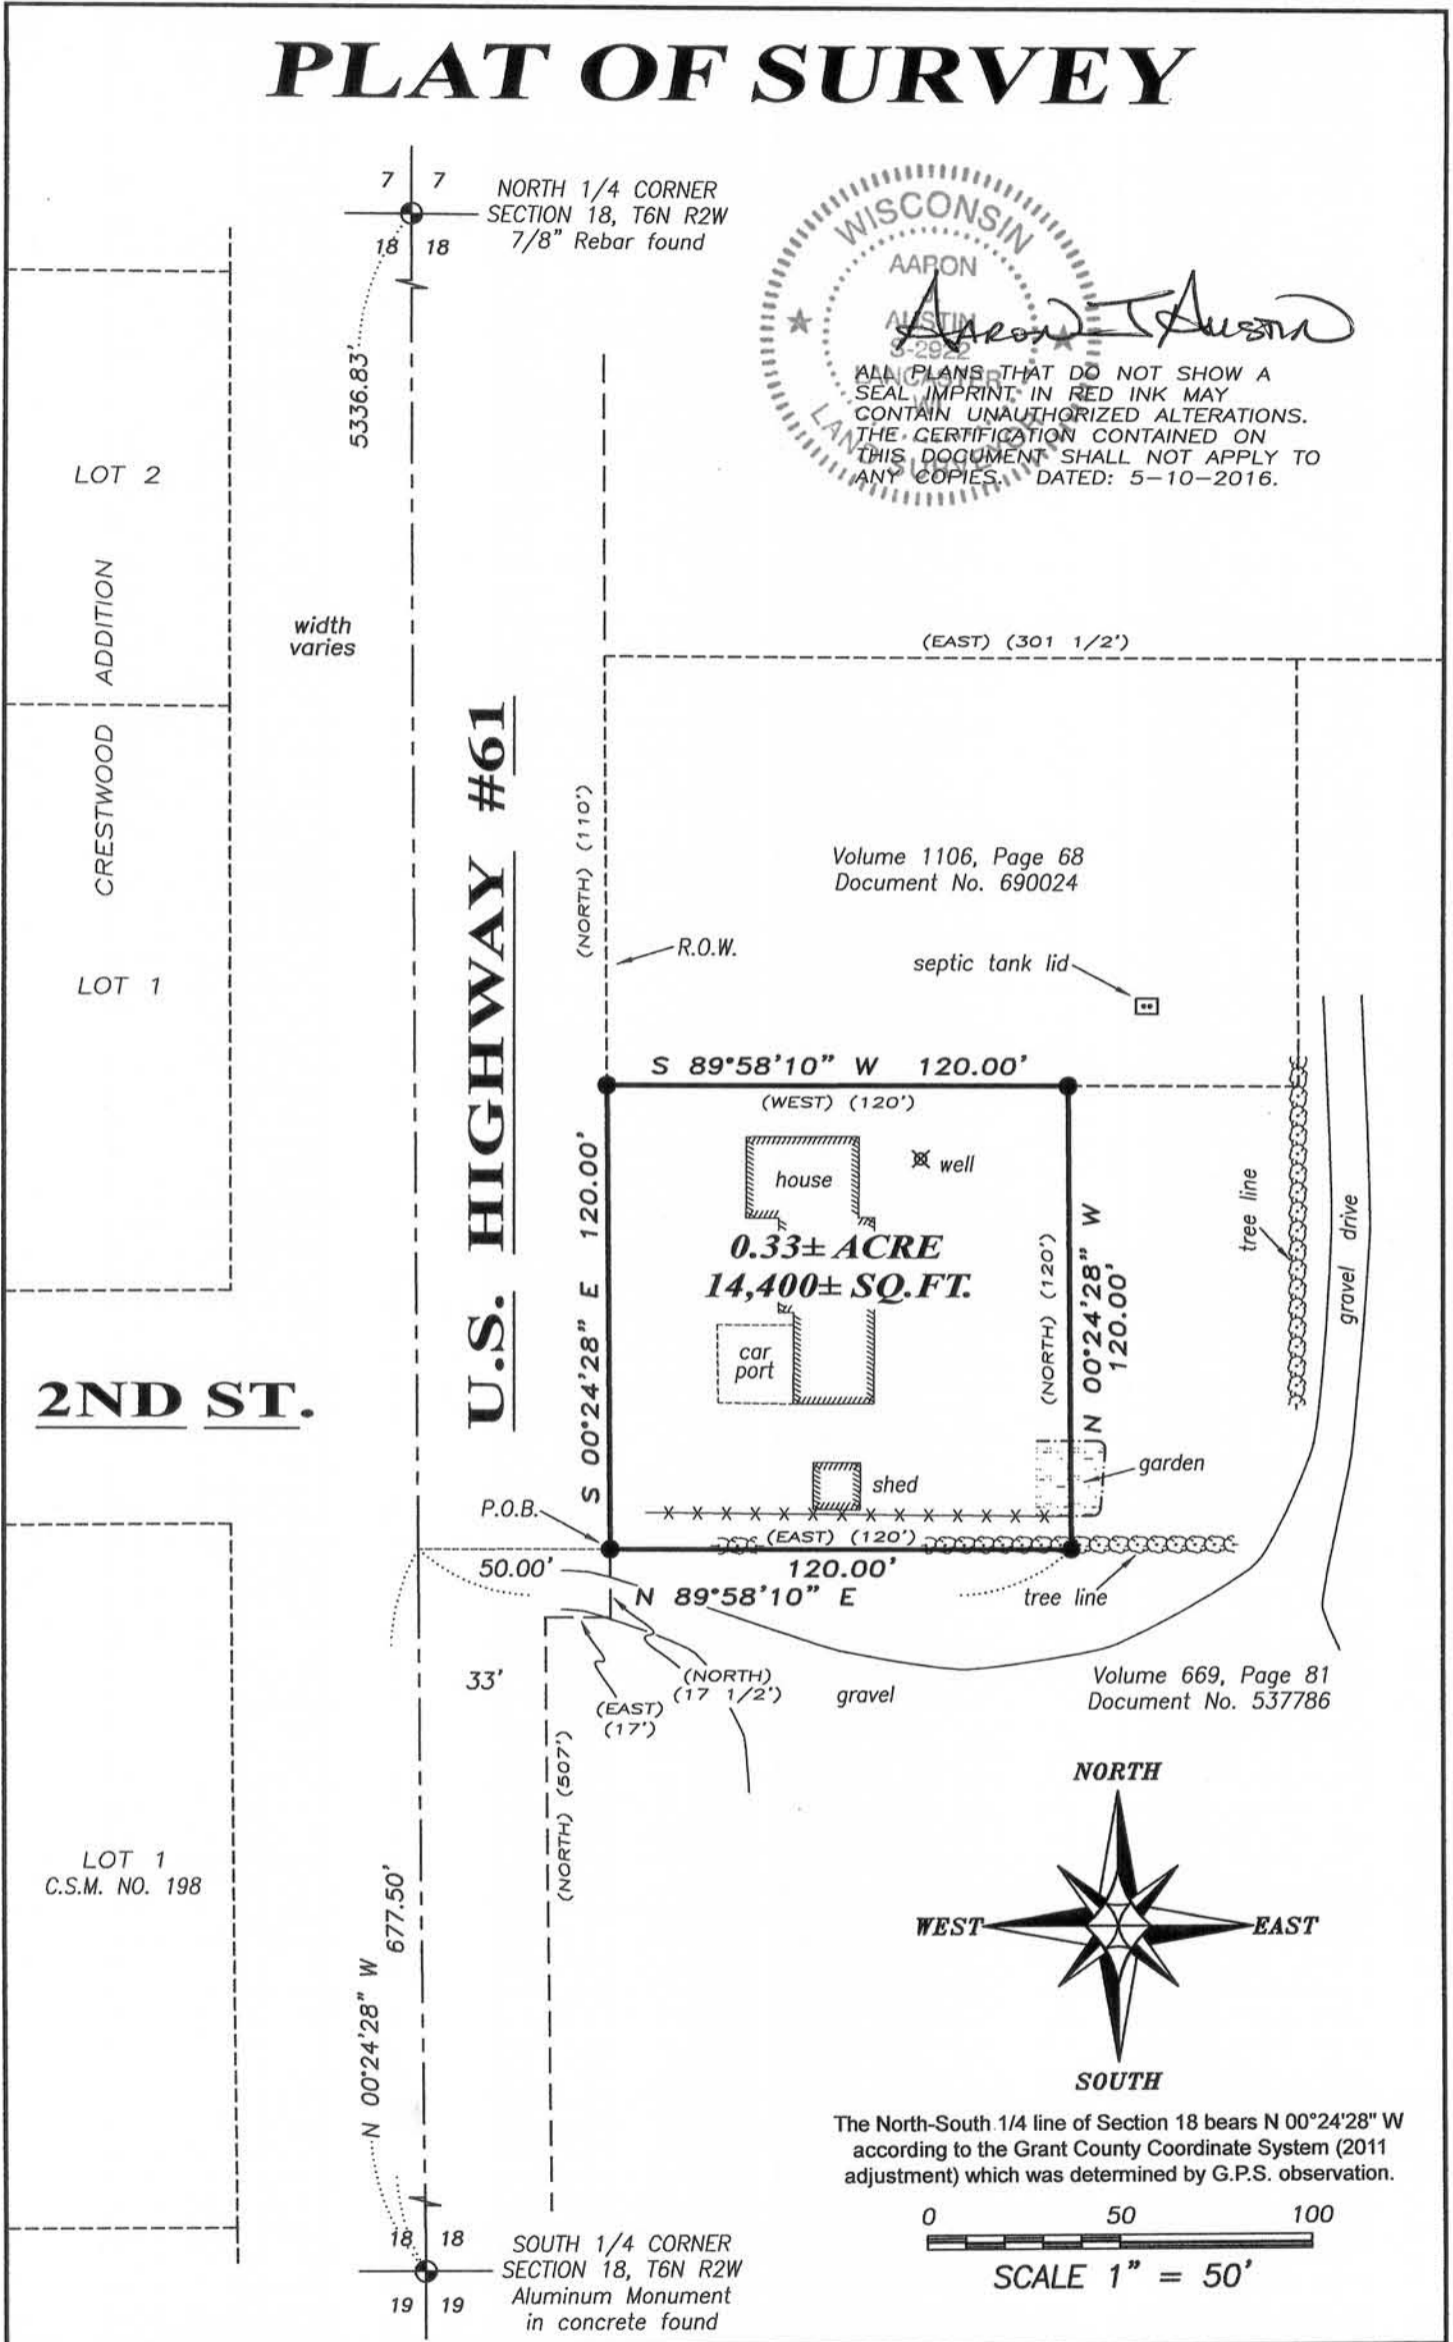 PLAT OF SURVEY
7 7
18 18
NORTH 1/4 CORNER
SECTION 18, T6N R2W
7/8" Rebar found
WISCONSIN
AARON
J
AUSTIN
S-2922
LANCASTER
WI
LAND SURVEYOR
AARON J AUSTIN
ALL PLANS THAT DO NOT SHOW A
SEAL IMPRINT IN RED INK MAY
CONTAIN UNAUTHORIZED ALTERATIONS.
THE CERTIFICATION CONTAINED ON
THIS DOCUMENT SHALL NOT APPLY TO
ANY COPIES. DATED: 5-10-2016.
5336.83'
LOT 2
CRESTWOOD ADDITION
width
varies
(EAST) (301 1/2')
U.S. HIGHWAY #61
(NORTH) (110')
Volume 1106, Page 68
Document No. 690024
R.O.W.
septic tank lid
LOT 1
S 89°58'10" W 120.00'
(WEST) (120')
house
well
S 00°24'28" E 120.00'
0.33± ACRE
14,400± SQ.FT.
(NORTH) (120')
N 00°24'28" W
120.00'
tree line
gravel drive
car
port
2ND ST.
garden
shed
P.O.B.
(EAST) (120')
50.00'
120.00'
N 89°58'10" E
tree line
33'
(NORTH)
(17 1/2')
(EAST)
(17')
gravel
Volume 669, Page 81
Document No. 537786
(NORTH) (507')
NORTH
WEST
EAST
SOUTH
LOT 1
C.S.M. NO. 198
N 00°24'28" W
677.50'
The North-South 1/4 line of Section 18 bears N 00°24'28" W
according to the Grant County Coordinate System (2011
adjustment) which was determined by G.P.S. observation.
0 50 100
SCALE 1" = 50'
18 18
19 19
SOUTH 1/4 CORNER
SECTION 18, T6N R2W
Aluminum Monument
in concrete found